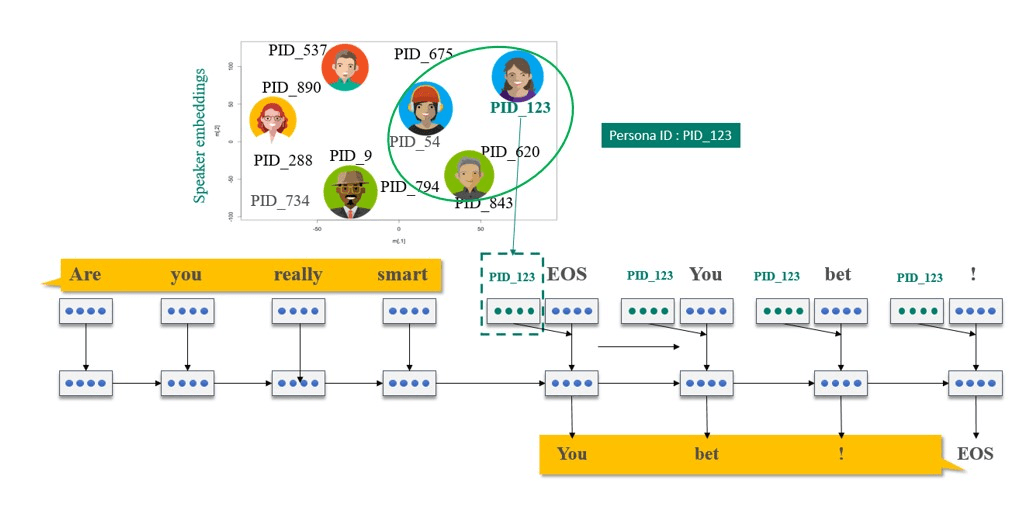 Speaker embeddings
PID_537
PID_675
PID_890
PID_123
PID_54
PID_620
PID_288
PID_9
PID_794
PID_734
PID_843
100
50
0
-50
-100
m[,2]
-50 0 50
m[,1]
Persona ID : PID_123
Are you really smart PID_123 EOS PID_123 You PID_123 bet PID_123 !
You bet ! EOS